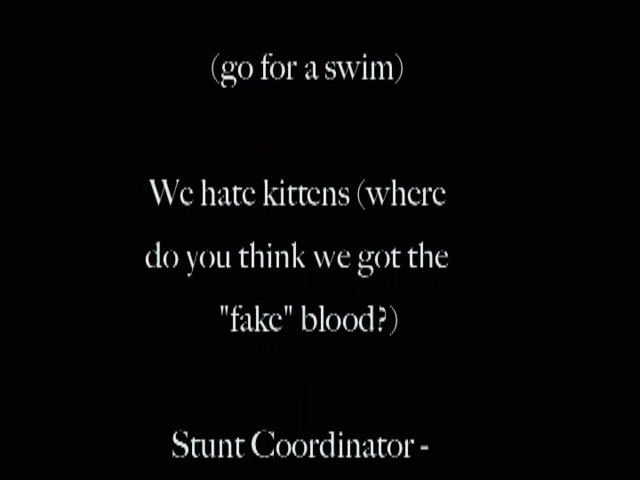 (go for a swim)
We hate kittens (where
do you think we got the
"fake" blood?)
Stunt Coordinator -